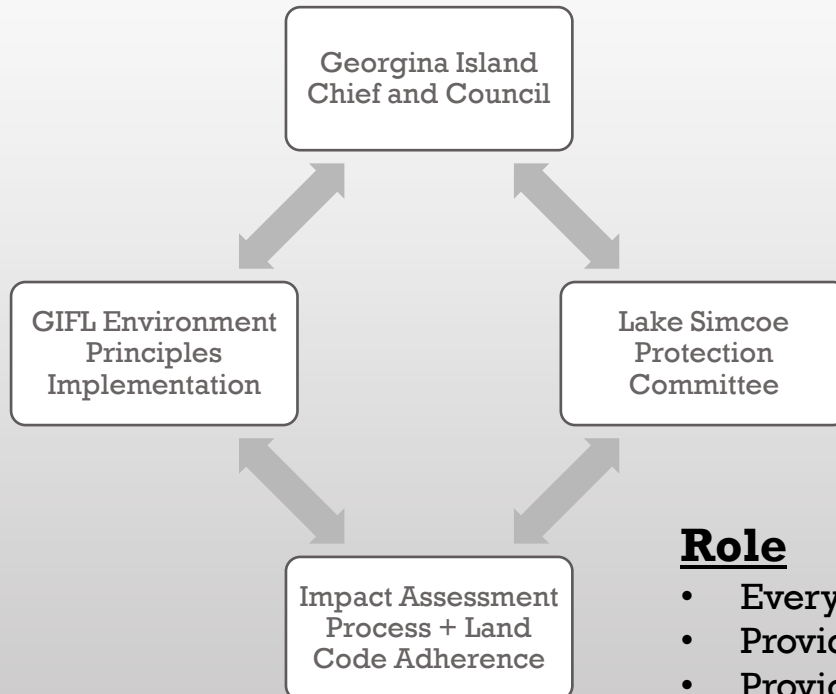 Georgina Island
Chief and Council
GIFL Environment
Principles
Implementation
Lake Simcoe
Protection
Committee
Impact Assessment
Process + Land
Code Adherence
Role
• Every
• Provid
• Provid